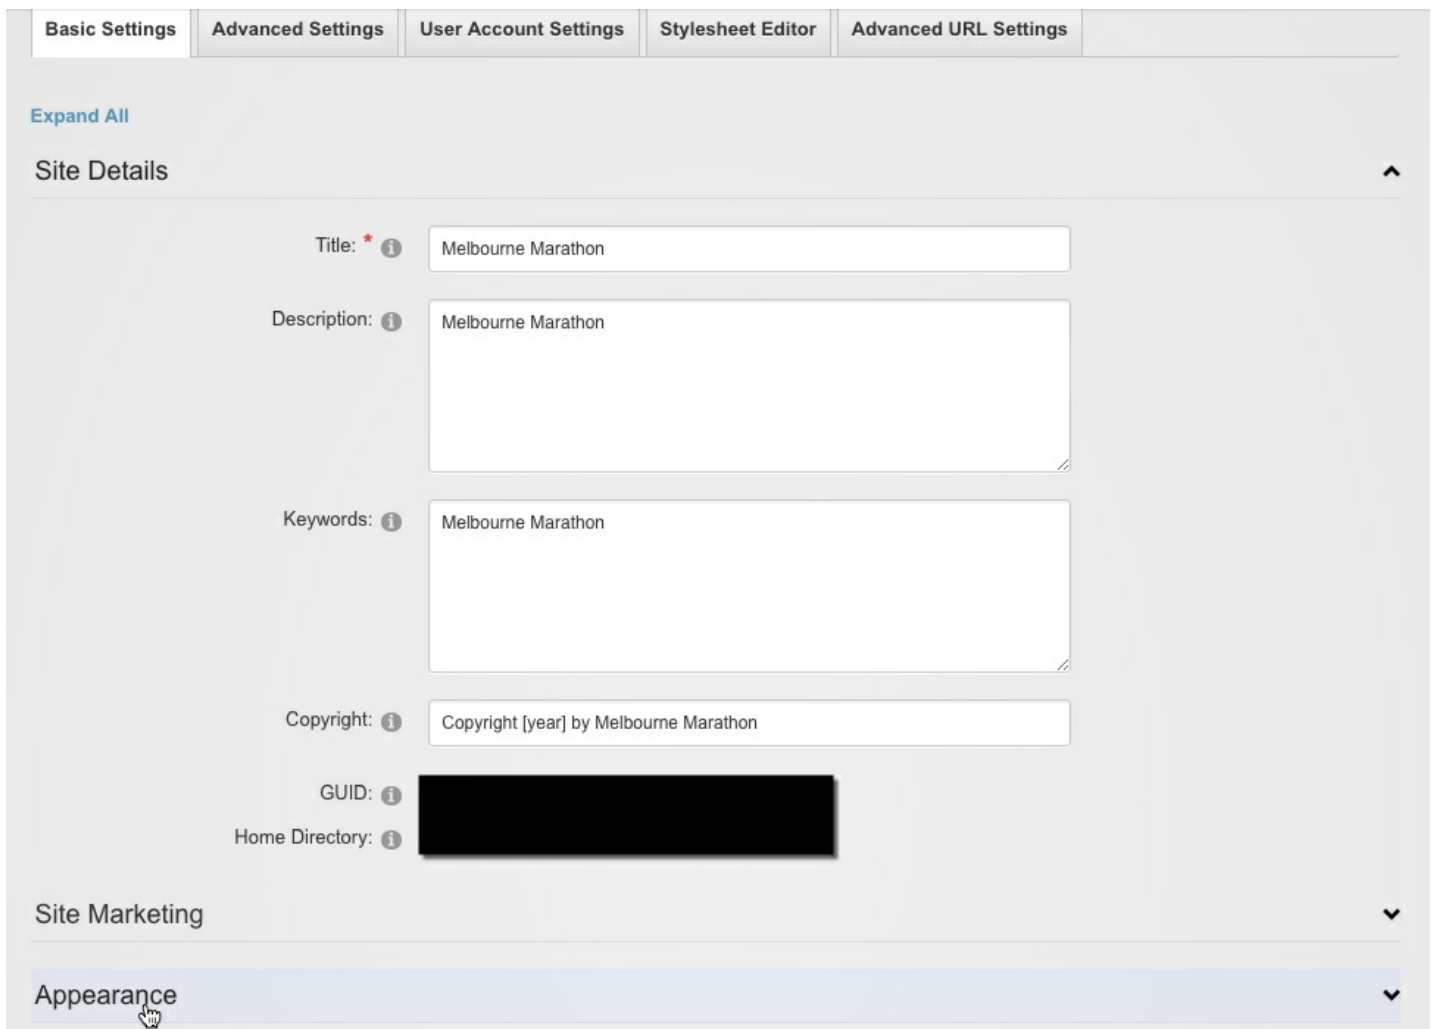 Basic Settings Advanced Settings User Account Settings Stylesheet Editor Advanced URL Settings
Expand All
Site Details
Title: * Melbourne Marathon
Description: Melbourne Marathon
Keywords: Melbourne Marathon
Copyright: Copyright [year] by Melbourne Marathon
GUID:
Home Directory:
Site Marketing
Appearance